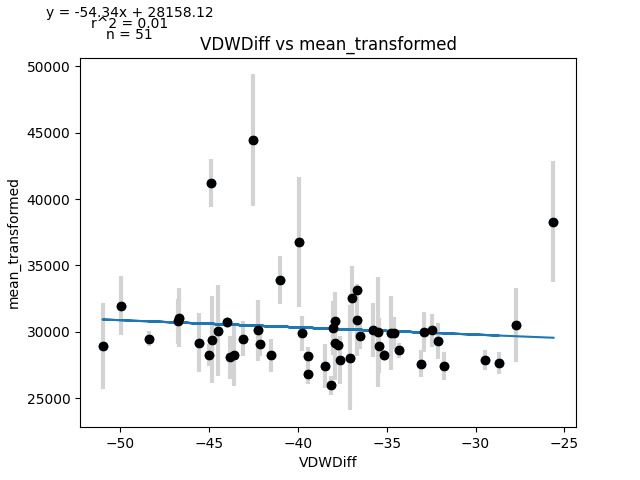 y = -54.34x + 28158.12
r^2 = 0.01
n = 51
VDWDiff vs mean_transformed
50000
45000
40000
35000
30000
25000
mean_transformed
−50 −45 −40 −35 −30 −25
VDWDiff